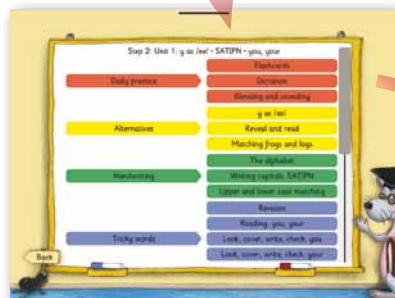 Step 2: Unit 1: y as /ee/ • SATIPN • you, your
Flashcards
Daily practice
Dictation
Blending and sounding
y as /ee/
Alternatives
Reveal and read
Matching frogs and logs
The alphabet
Handwriting
Writing capitals: SATIPN
Upper and lower case matching
Revision
Reading: you, your
Tricky words
Look, cover, write, check: you
Look, cover, write, check: your
Back